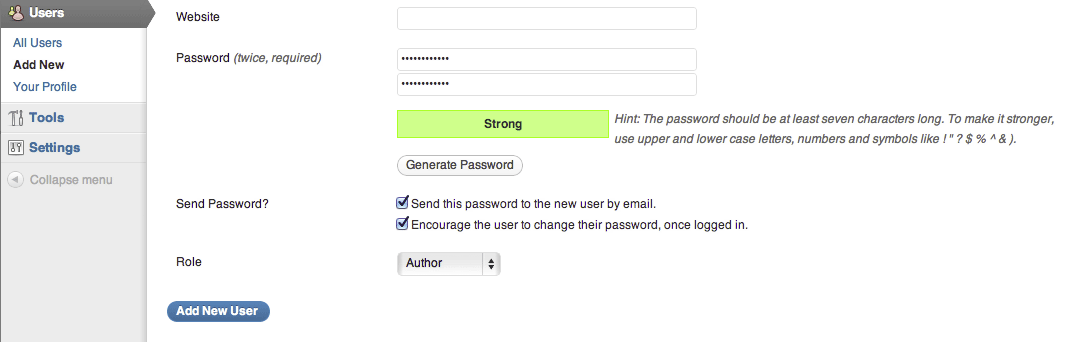 Users
All Users
Add New
Your Profile
Tools
Settings
Collapse menu
Website
Password (twice, required)
••••••••••••
••••••••••••
Strong
Hint: The password should be at least seven characters long. To make it stronger,
use upper and lower case letters, numbers and symbols like ! " ? $ % ^ & ).
Generate Password
Send Password?
Send this password to the new user by email.
Encourage the user to change their password, once logged in.
Role
Author
Add New User